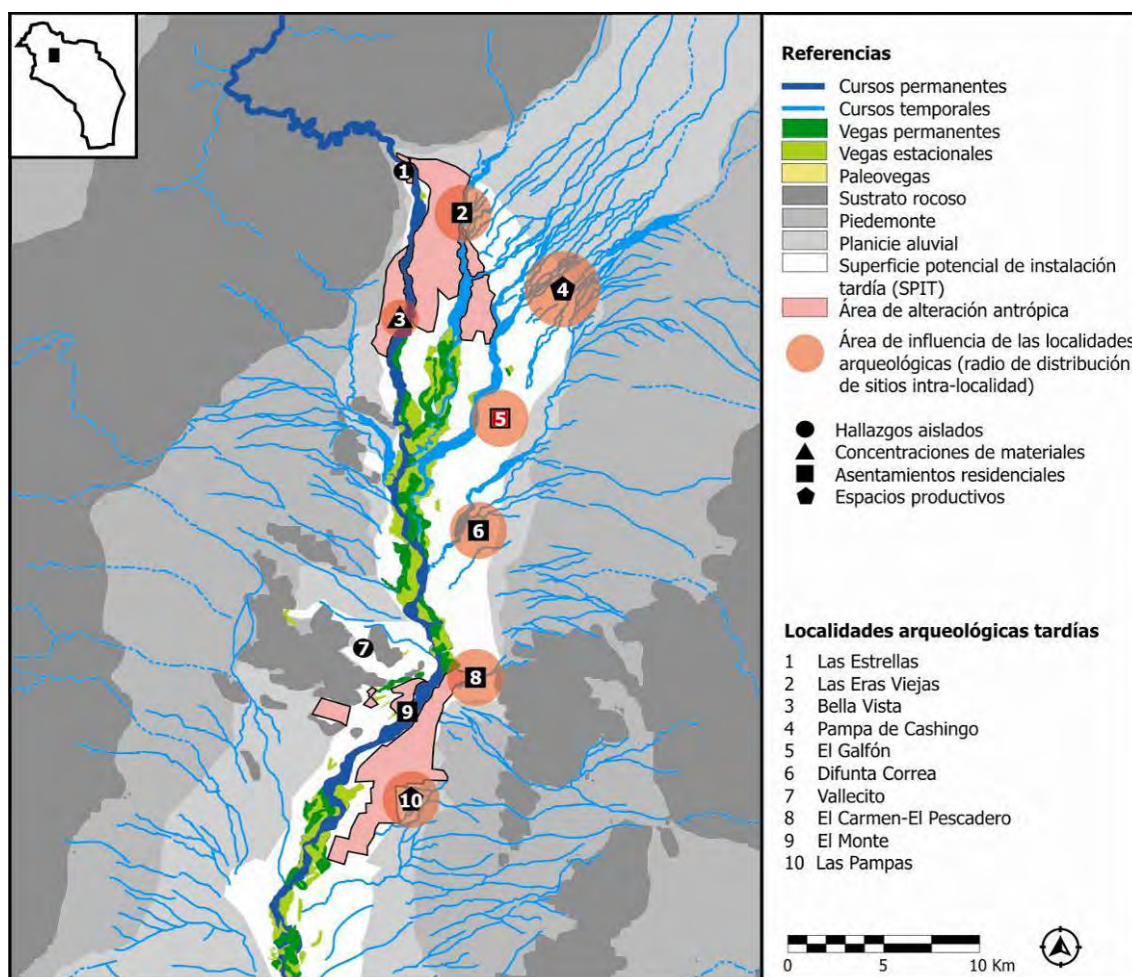 1
2
3
4
5
6
7
8
9
10
Referencias
Cursos permanentes
Cursos temporales
Vegas permanentes
Vegas estacionales
Paleovegas
Sustrato rocoso
Piedemonte
Planicie aluvial
Superficie potencial de instalación
tardía (SPIT)
Área de alteración antrópica
Área de influencia de las localidades
arqueológicas (radio de distribución
de sitios intra-localidad)
Hallazgos aislados
Concentraciones de materiales
Asentamientos residenciales
Espacios productivos
Localidades arqueológicas tardías
1 Las Estrellas
2 Las Eras Viejas
3 Bella Vista
4 Pampa de Cashingo
5 El Galfón
6 Difunta Correa
7 Vallecito
8 El Carmen-El Pescadero
9 El Monte
10 Las Pampas
0 5 10 Km